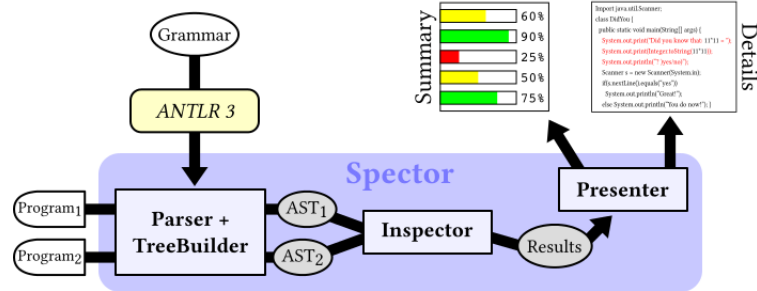 Grammar
ANTLR 3
Summary
60%
90%
25%
50%
75%
Import java.util.Scanner;
class DidYou {
public static void main(String[] args) {
System.out.print("Did you know that: 11*11 = ");
System.out.print(Integer.toString(11*11));
System.out.println("? (yes/no)");
Scanner s = new Scanner(System.in);
if(s.nextLine().equals("yes"))
System.out.println("Great!");
else System.out.println("You do now!"); }
Details
Spector
Presenter
Program1
Parser +
TreeBuilder
AST1
Inspector
Results
Program2
AST2